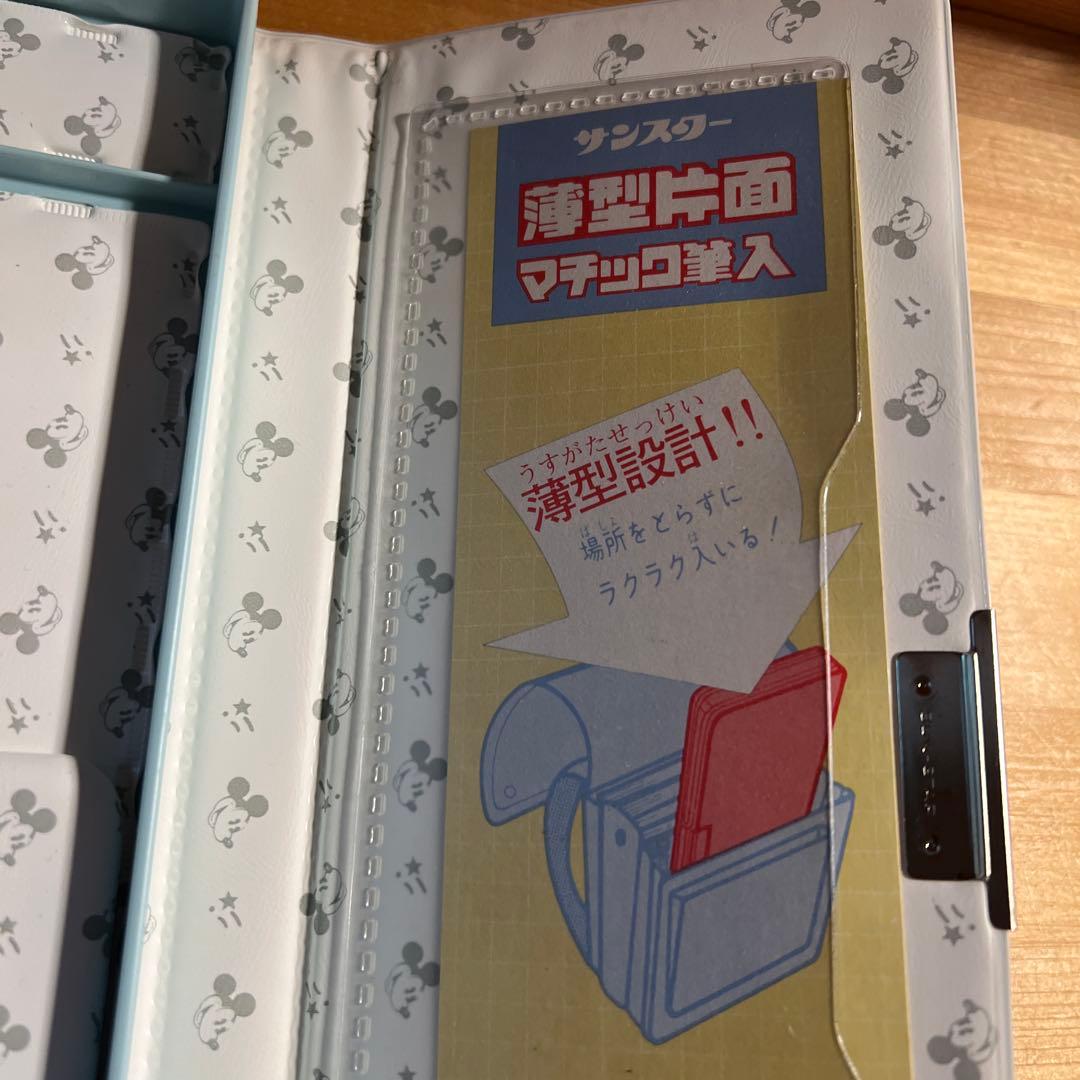 サンスター
薄型片面
マチック筆入
うすがたせっけい
薄型設計!!
ばしょ
場所をとらずに
は
ラクラク入いる!